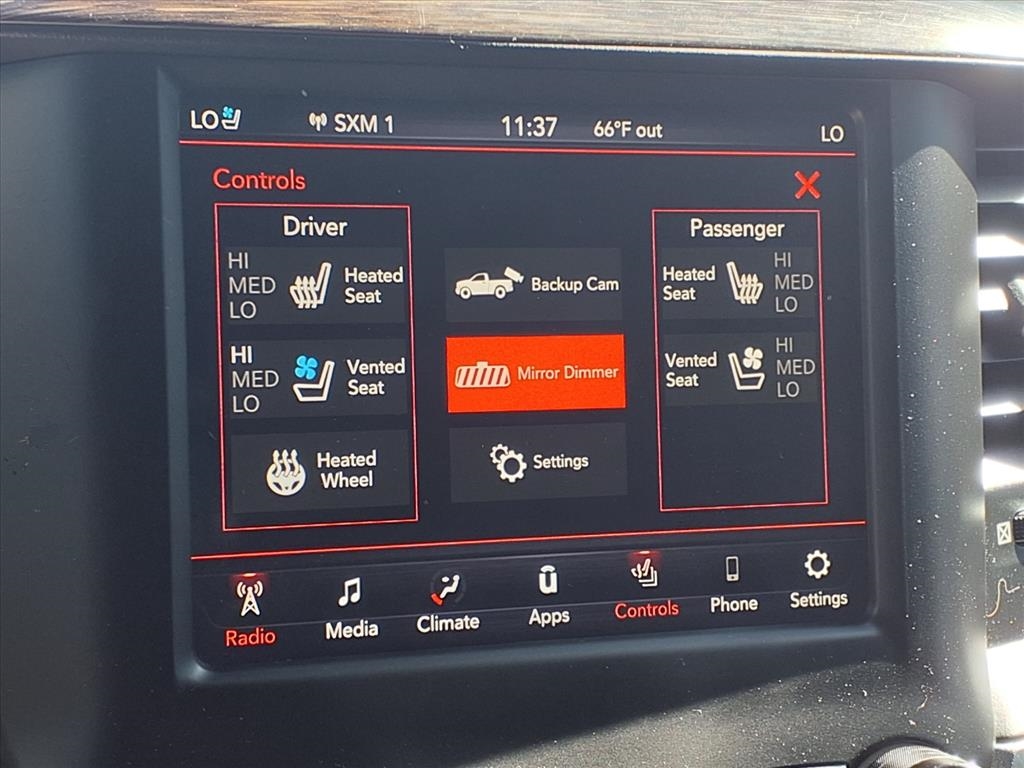 LO SXM 1 11:37 66°F out LO
Controls
Driver
HI
MED
LO
Heated
Seat
HI
MED
LO
Vented
Seat
Heated
Wheel
Backup Cam
Mirror Dimmer
Settings
Passenger
Heated
Seat
HI
MED
LO
Vented
Seat
HI
MED
LO
Radio Media Climate Apps Controls Phone Settings